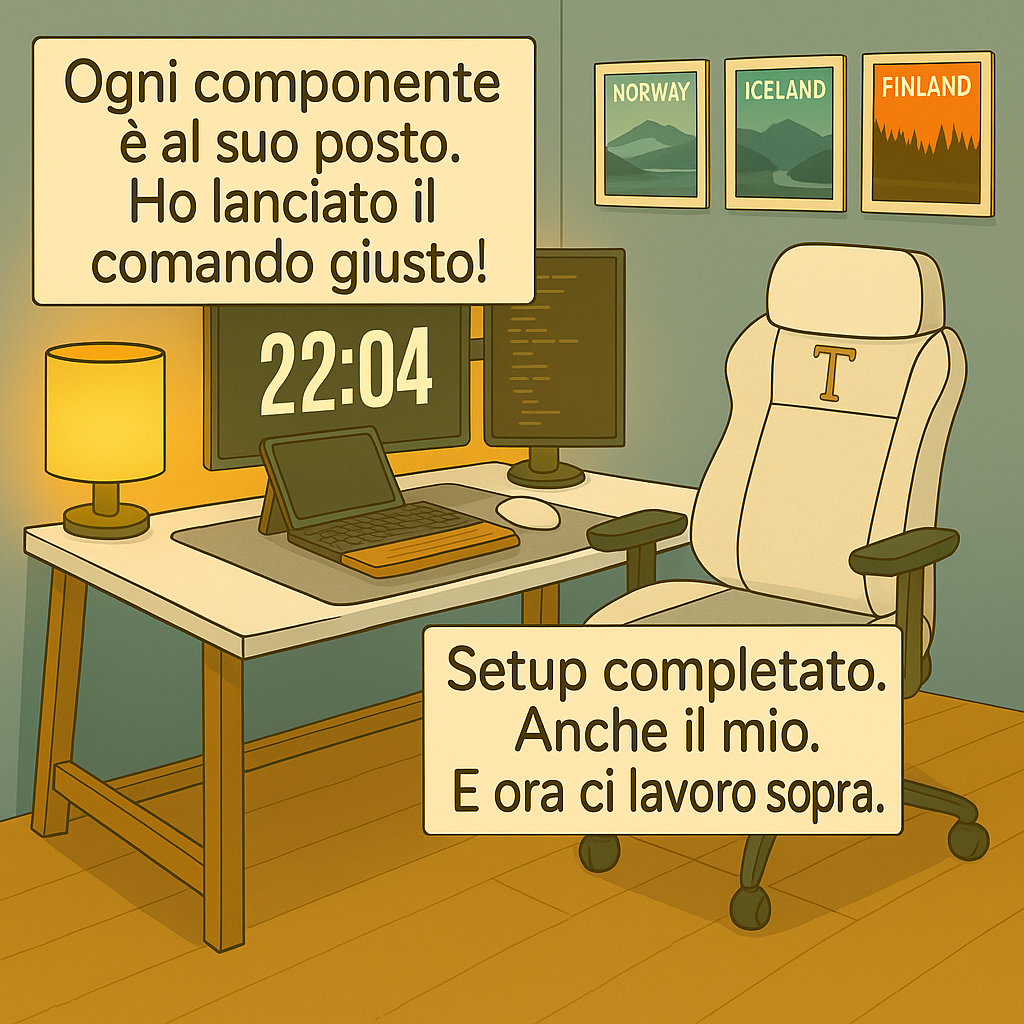 Ogni componente
è al suo posto.
Ho lanciato il
comando giusto!
NORWAY
ICELAND
FINLAND
22:04
T
Setup completato.
Anche il mio.
E ora ci lavoro sopra.